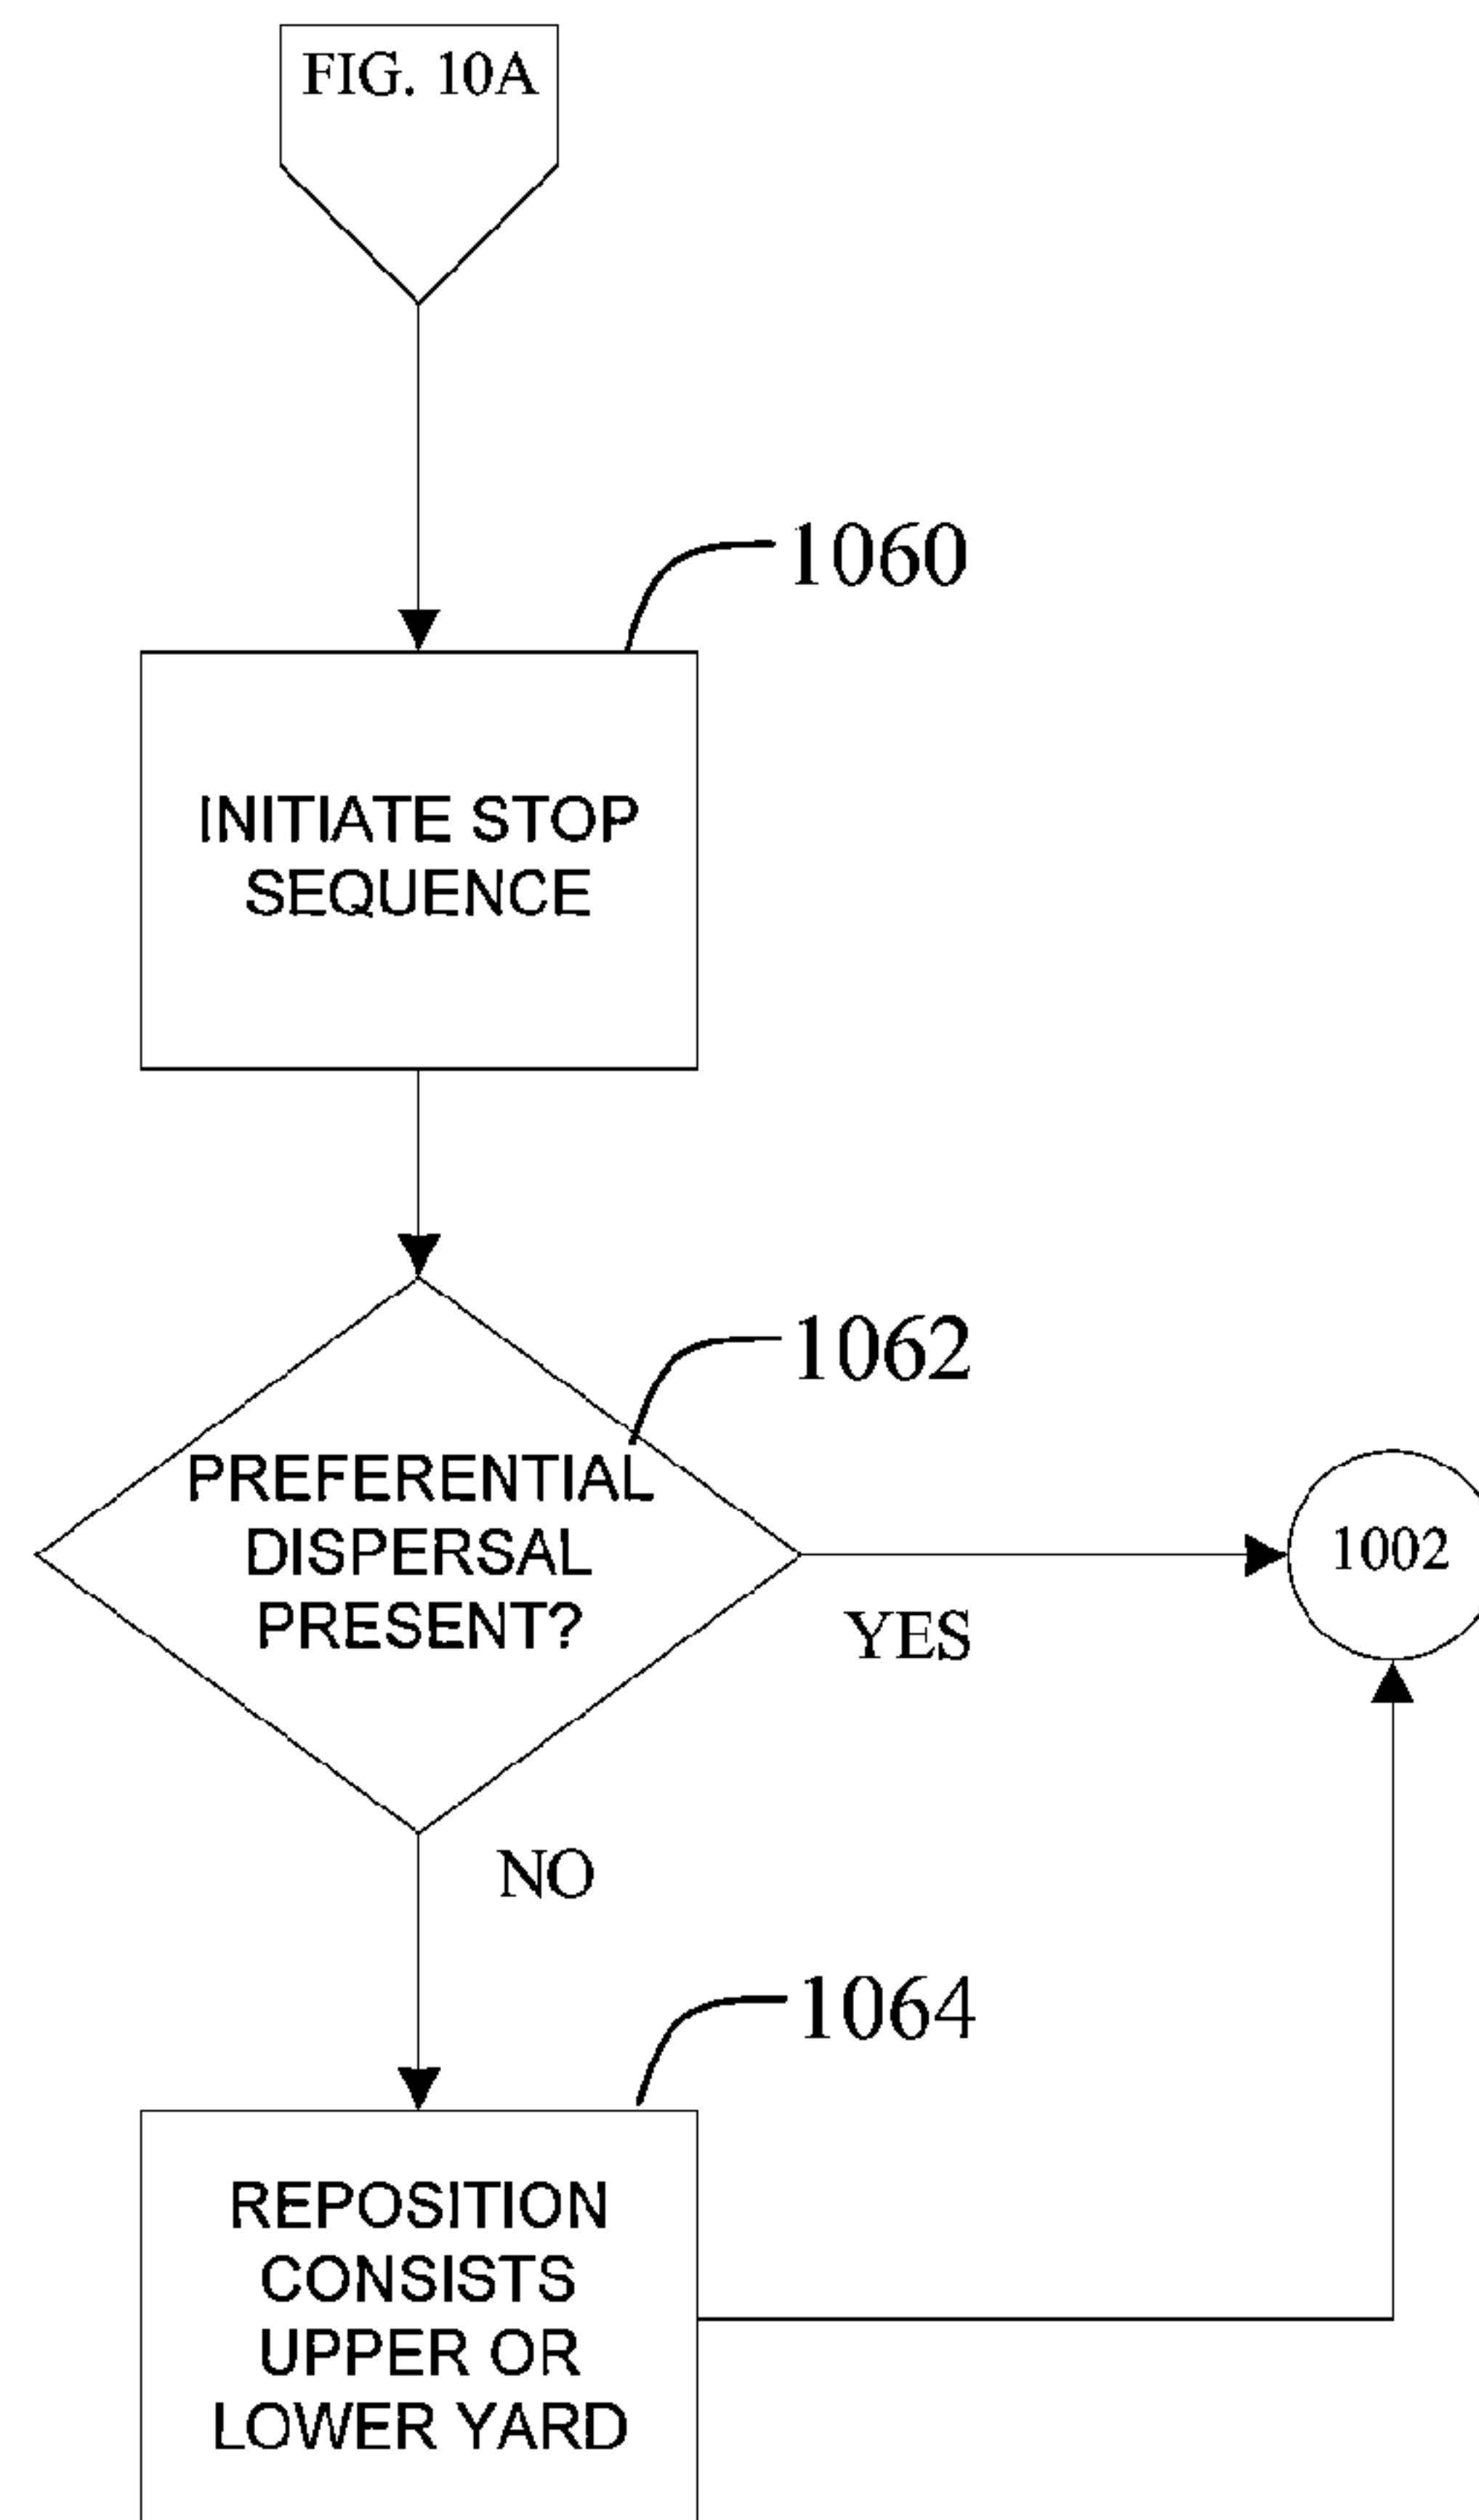 FIG. 10A
1060
INITIATE STOP
SEQUENCE
1062
PREFERENTIAL
DISPERSAL
PRESENT?
1002
YES
NO
1064
REPOSITION
CONSISTS
UPPER OR
LOWER YARD